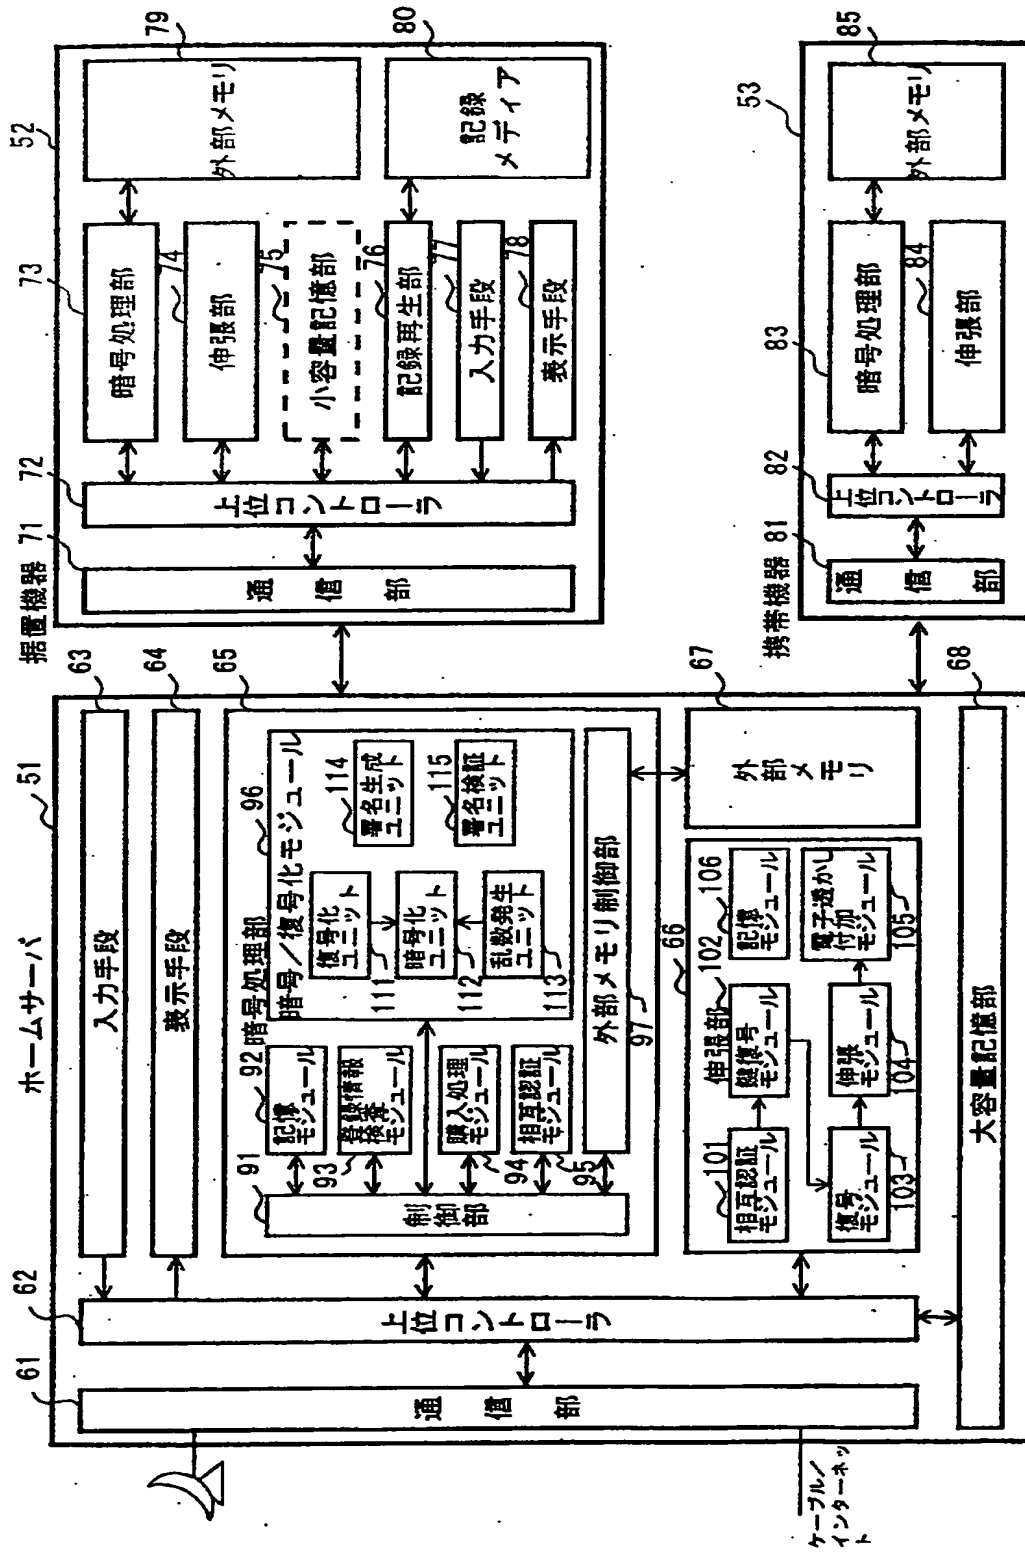 ホームサーバ
51
61
通信部
62
上位コントローラ
63
入力手段
64
表示手段
65
暗号処理部
91
制御部
92
記憶
モジュール
93
登録情報
検査
モジュール
94
購入処理
モジュール
95
相互認証
モジュール
96
暗号/復号化モジュール
111
復号化
ユニット
112
暗号化
ユニット
113
乱数発生
ユニット
114
署名生成
ユニット
115
署名検証
ユニット
97
外部メモリ制御部
66
伸張部
101
相互認証
モジュール
102
鍵復号
モジュール
103
復号
モジュール
104
伸張
モジュール
105
電子透かし
付加
モジュール
106
記憶
モジュール
67
外部
メモリ
68
大容量記憶部
ケーブル/
インターネッ
ト
据置機器
52
71
通信部
72
上位コントローラ
73
暗号処理部
74
伸張部
75
小容量記憶部
76
記録再生部
77
入力手段
78
表示手段
79
外部メモリ
80
記録
メディア
携帯機器
53
81
通信部
82
上位コントローラ
83
暗号処理部
84
伸張部
85
外部メモリ